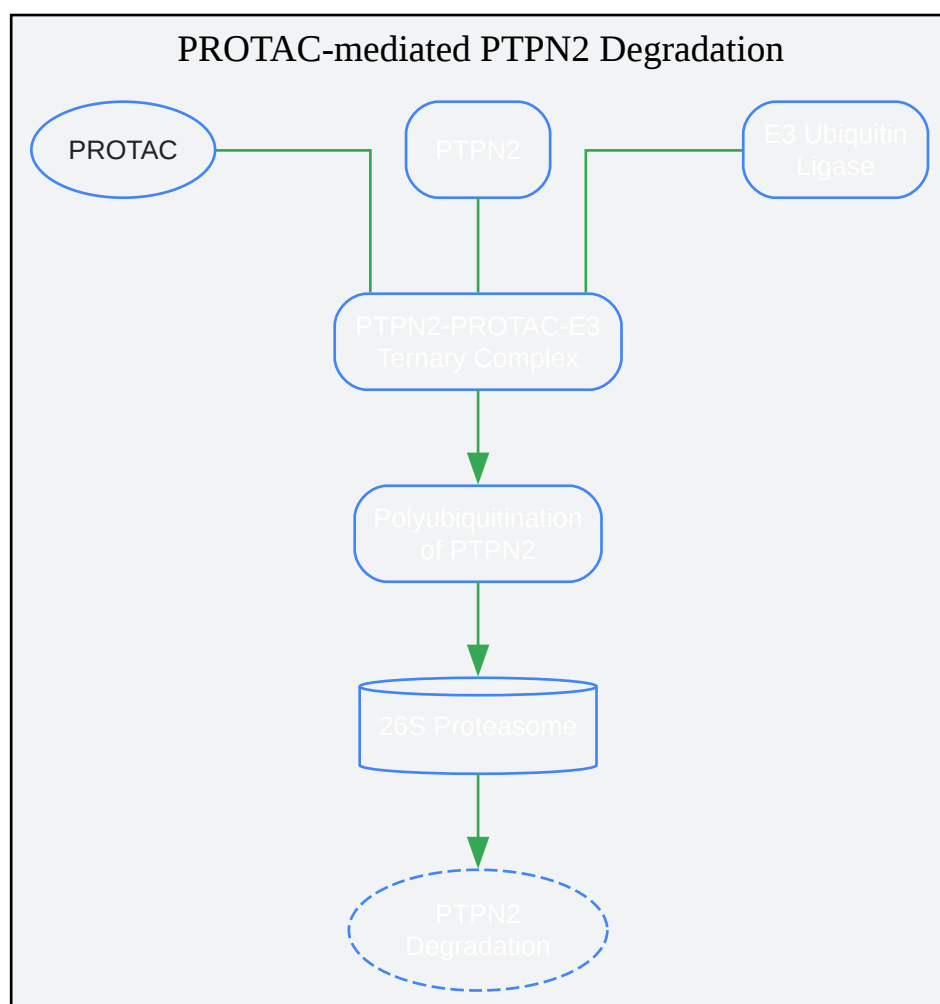 PROTAC-mediated PTPN2 Degradation
PROTAC
PTPN2
E3 Ubiquitin
Ligase
PTPN2-PROTAC-E3
Ternary Complex
Polyubiquitination
of PTPN2
26S Proteasome
PTPN2
Degradation